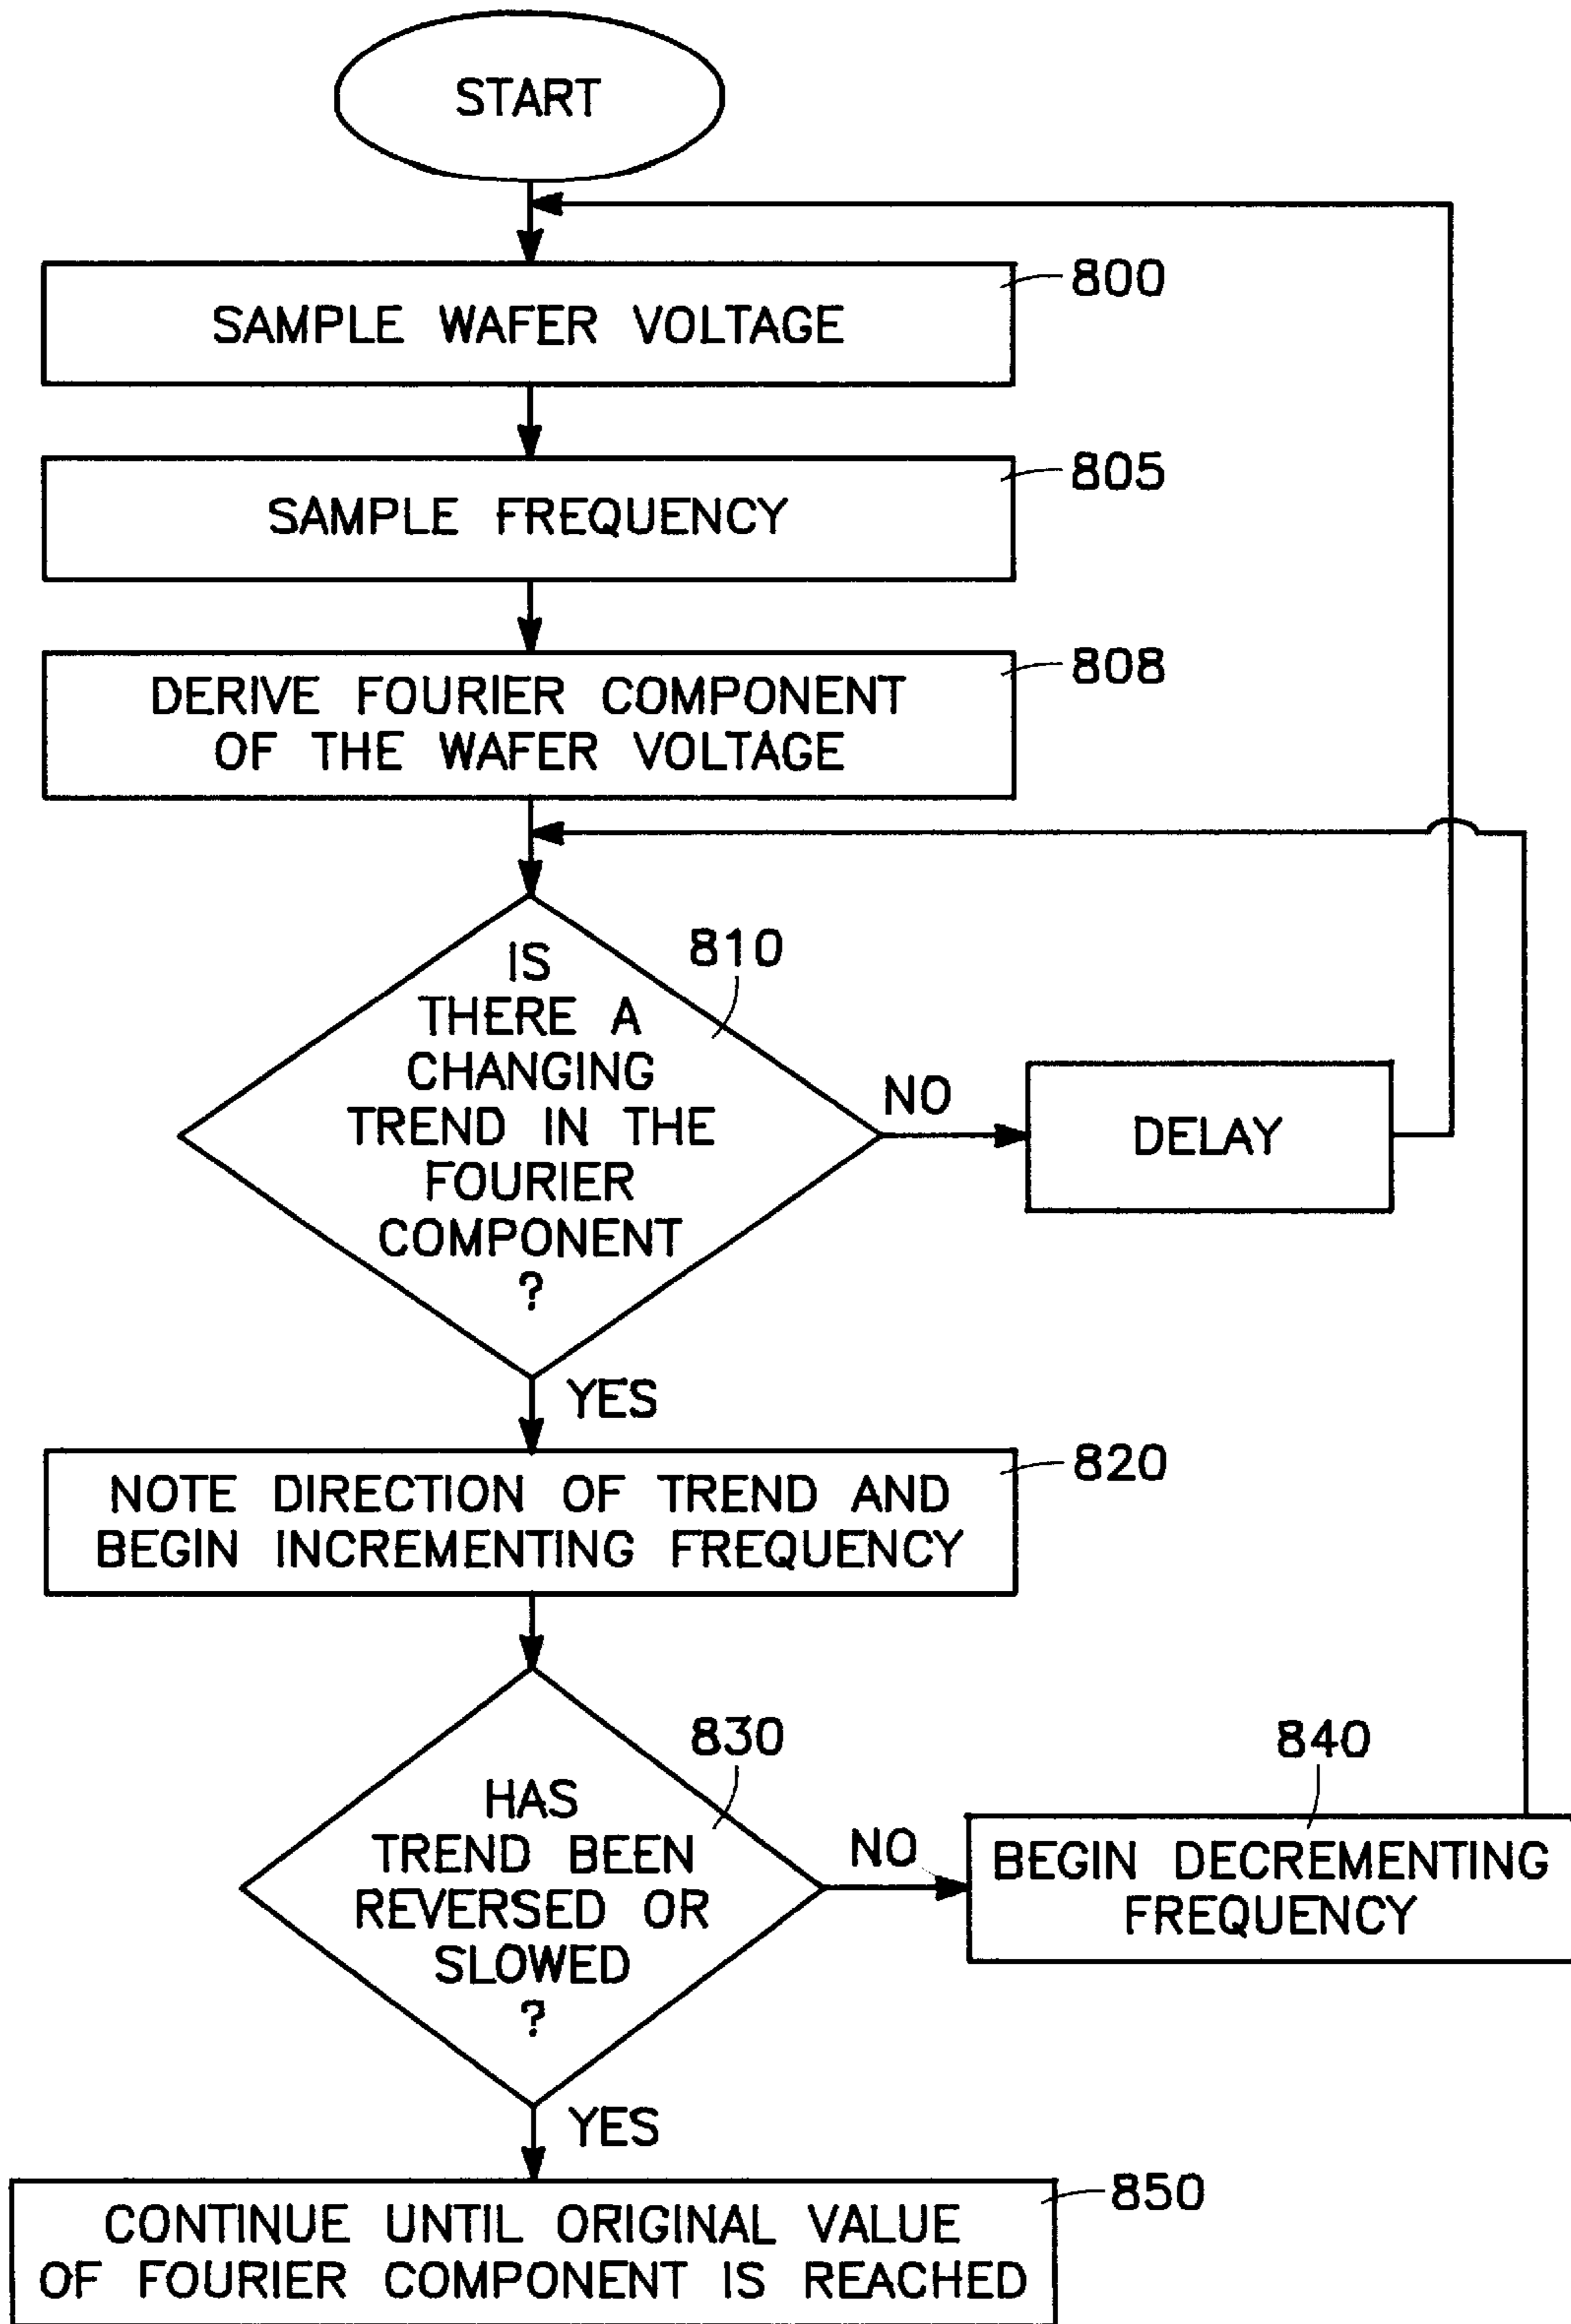 START
SAMPLE WAFER VOLTAGE
800
SAMPLE FREQUENCY
805
DERIVE FOURIER COMPONENT
OF THE WAFER VOLTAGE
808
IS
THERE A
CHANGING
TREND IN THE
FOURIER
COMPONENT
?
810
NO
DELAY
YES
NOTE DIRECTION OF TREND AND
BEGIN INCREMENTING FREQUENCY
820
HAS
TREND BEEN
REVERSED OR
SLOWED
?
830
NO
840
BEGIN DECREMENTING
FREQUENCY
YES
CONTINUE UNTIL ORIGINAL VALUE
OF FOURIER COMPONENT IS REACHED
850